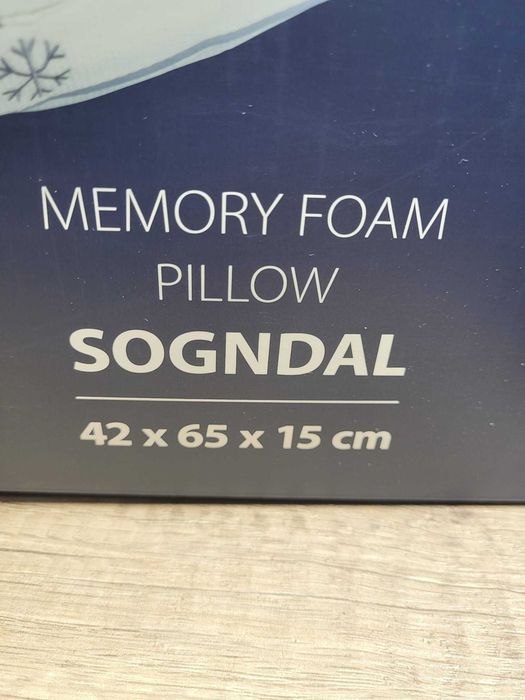 MEMORY FOAM
PILLOW
SOGNDAL
42 x 65 x 15 cm